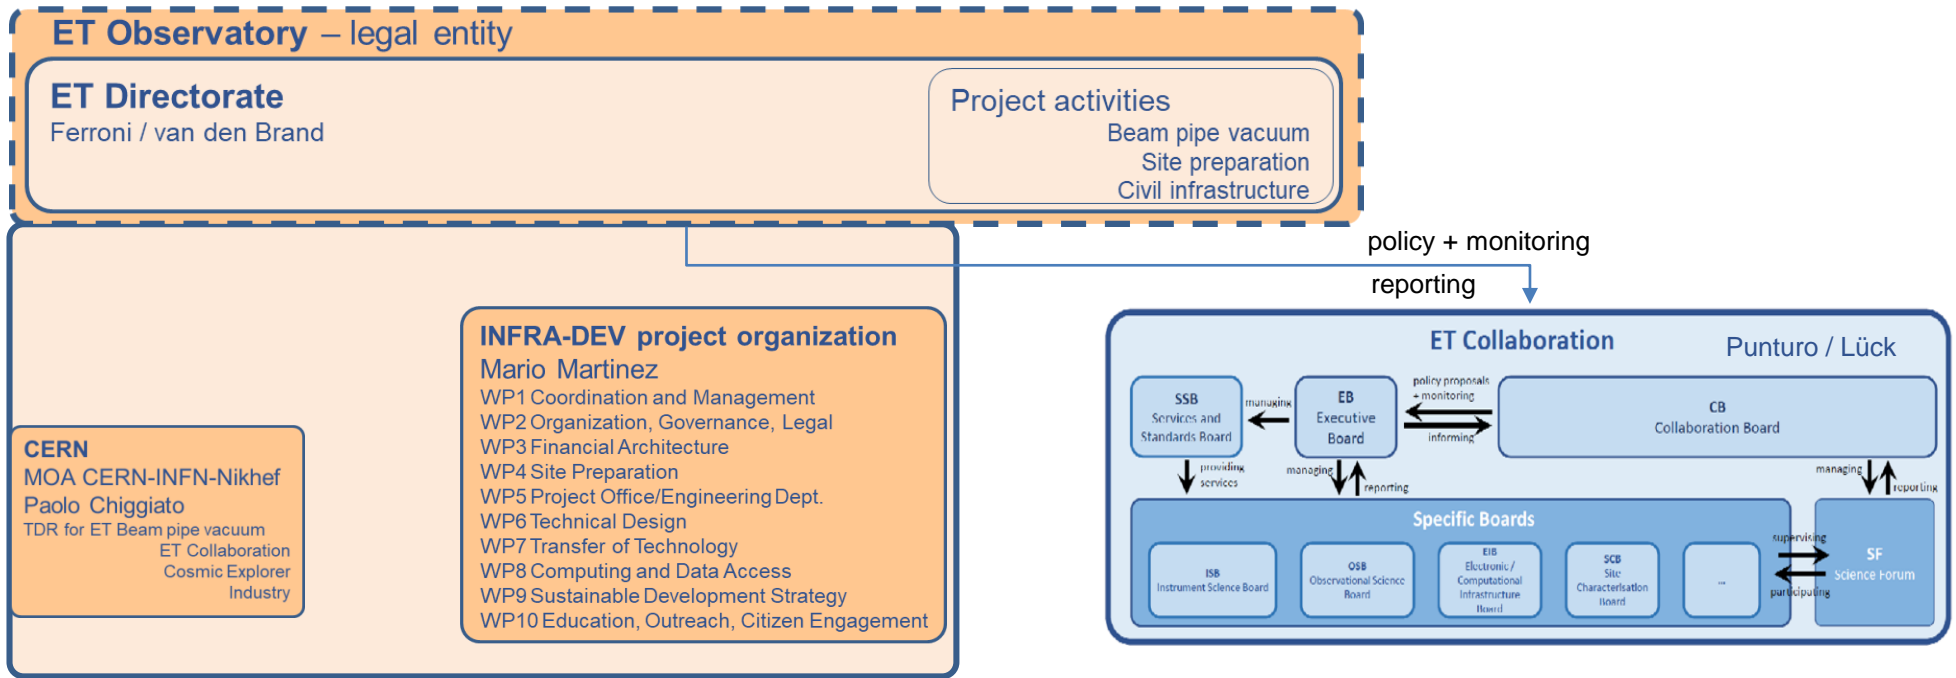 ET Observatory – legal entity
ET Directorate
Ferroni / van den Brand
Project activities
Beam pipe vacuum
Site preparation
Civil infrastructure
policy + monitoring
reporting
INFRA-DEV project organization
Mario Martinez
WP1 Coordination and Management
WP2 Organization, Governance, Legal
WP3 Financial Architecture
WP4 Site Preparation
WP5 Project Office/Engineering Dept.
WP6 Technical Design
WP7 Transfer of Technology
WP8 Computing and Data Access
WP9 Sustainable Development Strategy
WP10 Education, Outreach, Citizen Engagement
CERN
MOA CERN-INFN-Nikhef
Paolo Chiggiato
TDR for ET Beam pipe vacuum
ET Collaboration
Cosmic Explorer
Industry
ET Collaboration
Punturo / Lück
SSB
Services and
Standards Board
managing
EB
Executive
Board
policy proposals
+ monitoring
informing
CB
Collaboration Board
providing
services
managing
reporting
managing
reporting
Specific Boards
ISB
Instrument Science Board
OSB
Observational Science
Board
EIB
Electronic /
Computational
Infrastructure
Board
SCB
Site
Characterisation
Board
...
supervising
participating
SF
Science Forum